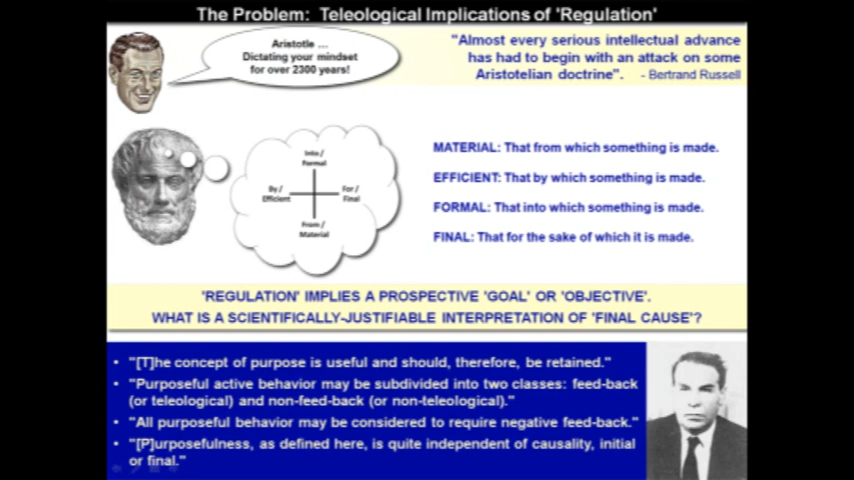 The Problem: Teleological Implications of 'Regulation'
Aristotle ...
Dictating your mindset
for over 2300 years!
"Almost every serious intellectual advance
has had to begin with an attack on some
Aristotelian doctrine". - Bertrand Russell
Into /
Formal
By /
Efficient
For /
Final
From /
Material
MATERIAL: That from which something is made.
EFFICIENT: That by which something is made.
FORMAL: That into which something is made.
FINAL: That for the sake of which it is made.
'REGULATION' IMPLIES A PROSPECTIVE 'GOAL' OR 'OBJECTIVE'.
WHAT IS A SCIENTIFICALLY-JUSTIFIABLE INTERPRETATION OF 'FINAL CAUSE'?
• "[T]he concept of purpose is useful and should, therefore, be retained."
• "Purposeful active behavior may be subdivided into two classes: feed-back
(or teleological) and non-feed-back (or non-teleological)."
• "All purposeful behavior may be considered to require negative feed-back."
• "[P]urposefulness, as defined here, is quite independent of causality, initial
or final."